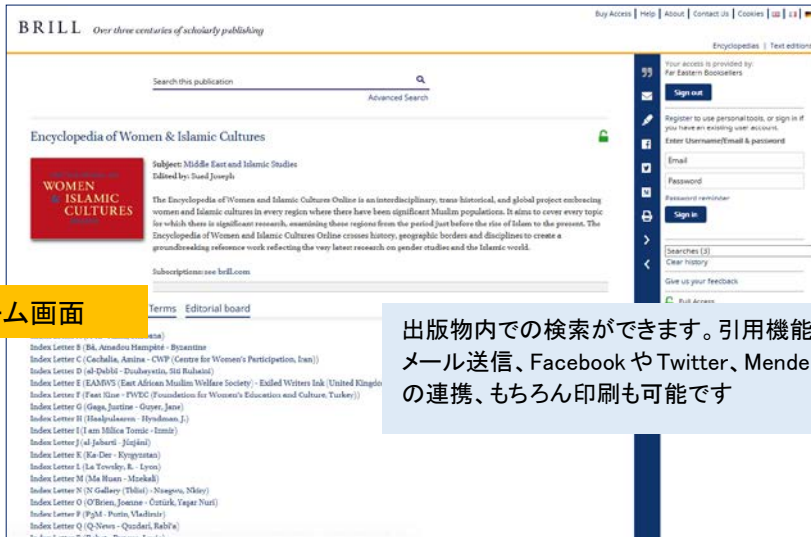 Buy Access | Help | About | Contact Us | Cookies
BRILL Over three centuries of scholarly publishing
Encyclopedias | Text editions
Search this publication
Advanced Search
Your access is provided by:
Far Eastern Booksellers
Sign out
Register to use personal tools, or sign in if
you have an existing user account.
Enter Username/Email & password
Email
Password
Password reminder
Sign in
Searches (3)
Clear history
Give us your feedback
Full Access
Encyclopedia of Women & Islamic Cultures
WOMEN
& ISLAMIC
CULTURES
Subject: Middle East and Islamic Studies
Edited by: Suad Joseph
The Encyclopedia of Women and Islamic Cultures Online is an interdisciplinary, trans-historical, and global project embracing
women and Islamic cultures in every region where there have been significant Muslim populations. It aims to cover every topic
for which there is significant research, examining these regions from the period just before the rise of Islam to the present. The
Encyclopedia of Women and Islamic Cultures Online crosses history, geographic borders and disciplines to create a
groundbreaking reference work reflecting the very latest research on gender studies and the Islamic world.
Subscriptions: see brill.com
ム画面
Terms Editorial board
出版物内での検索ができます。引用機能
メール送信、Facebook や Twitter、Mende
の連携、もちろん印刷も可能です
Index Letter B (Bâ, Amadou Hampâté - Byzantine
Index Letter C (Cachalia, Amina - CWP (Centre for Women's Participation, Iran))
Index Letter D (al-Debbi - Dzuhayatin, Siti Ruhaini)
Index Letter E (EAMWS (East African Muslim Welfare Society) - Exiled Writers Ink (United Kingdo
Index Letter F (Faat Kine - FWEC (Foundation for Women's Education and Culture, Turkey))
Index Letter G (Gaga, Justine - Guyer, Jane)
Index Letter H (Haalpulaaren - Hyndman J.)
Index Letter I (I am Milica Tomic - Izmir)
Index Letter J (al-Jabarti - Jūzjānī)
Index Letter K (Ka-Der - Kyrgyzstan)
Index Letter L (La Towsky, R. - Lyon)
Index Letter M (Ma Huan - Mzekali)
Index Letter N (N Gallery (Tbilisi) - Nzegwu, Nkiry)
Index Letter O (O'Brien, Joanne - Öztürk, Yaşar Nuri)
Index Letter P (P3M - Putin, Vladimir)
Index Letter Q (Q-News - Quzdari, Rabi'a)